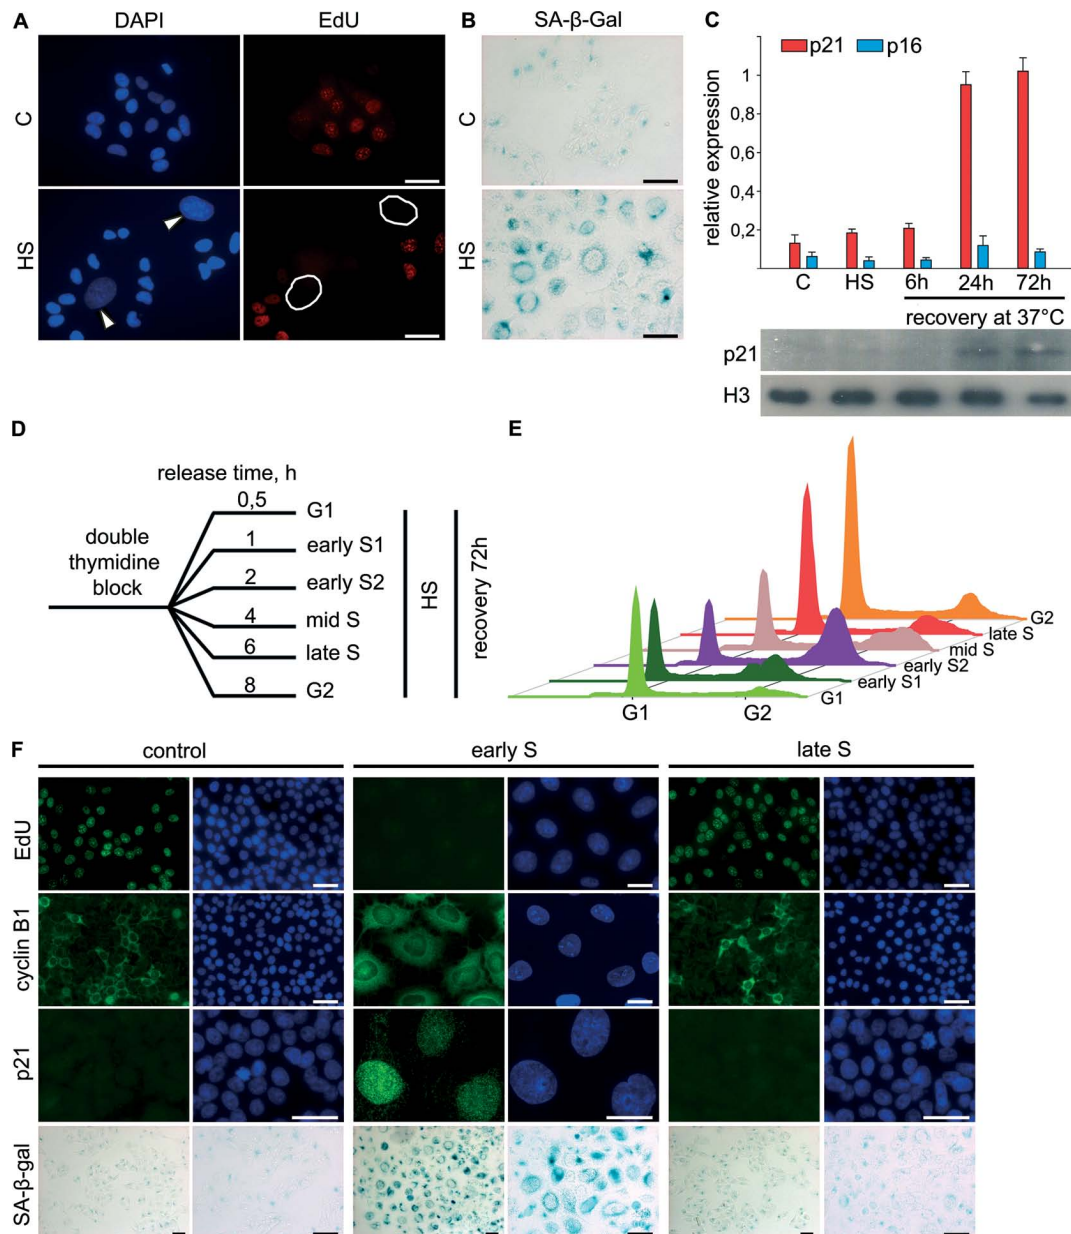 A
DAPI
EdU
C
HS
B
SA-β-Gal
C
HS
C
p21
p16
relative expression
1
0,8
0,6
0,4
0,2
C
HS
6h
24h
72h
recovery at 37°C
p21
H3
D
release time, h
double
thymidine
block
0,5
G1
1
early S1
2
early S2
4
mid S
6
late S
8
G2
HS
recovery 72h
E
G2
late S
mid S
early S2
early S1
G1
G1
G2
F
control
early S
late S
EdU
cyclin B1
p21
SA-β-gal